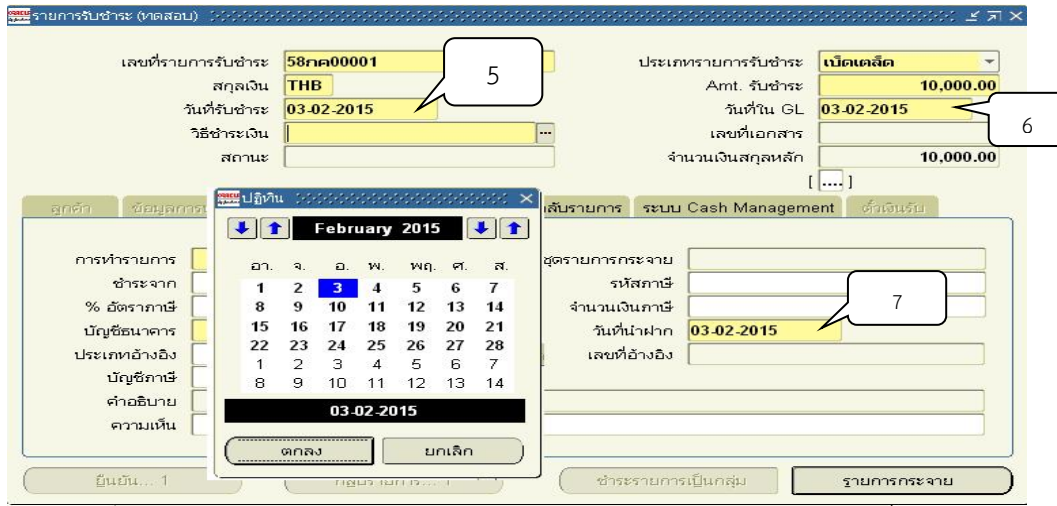 รายการรับชำระ (ทดสอบ)
เลขที่รายการรับชำระ 58กค00001 ประเภทรายการรับชำระ เบ็ดเตล็ด
5
สกุลเงิน THB Amt. รับชำระ 10,000.00
วันที่รับชำระ 03-02-2015 วันที่ใน GL 03-02-2015
6
วิธีชำระเงิน ... เลขที่เอกสาร
สถานะ จำนวนเงินสกุลหลัก 10,000.00
[ .... ]
ลูกค้า ลับรายการ ระบบ Cash Management ตั๋วเงินรับ
การทำรายการ ชุดรายการกระจาย
ชำระจาก รหัสภาษี
% อัตราภาษี จำนวนเงินภาษี
7
บัญชีธนาคาร วันที่นำฝาก 03-02-2015
ประเภทอ้างอิง เลขที่อ้างอิง
บัญชีภาษี
คำอธิบาย
ความเห็น
ปฏิทิน
February 2015
อา. จ. อ. พ. พฤ. ศ. ส.
1 2 3 4 5 6 7
8 9 10 11 12 13 14
15 16 17 18 19 20 21
22 23 24 25 26 27 28
1 2 3 4 5 6 7
8 9 10 11 12 13 14
03-02-2015
ตกลง ยกเลิก
ยืนยัน... 1 ชำระรายการเป็นกลุ่ม รายการกระจาย